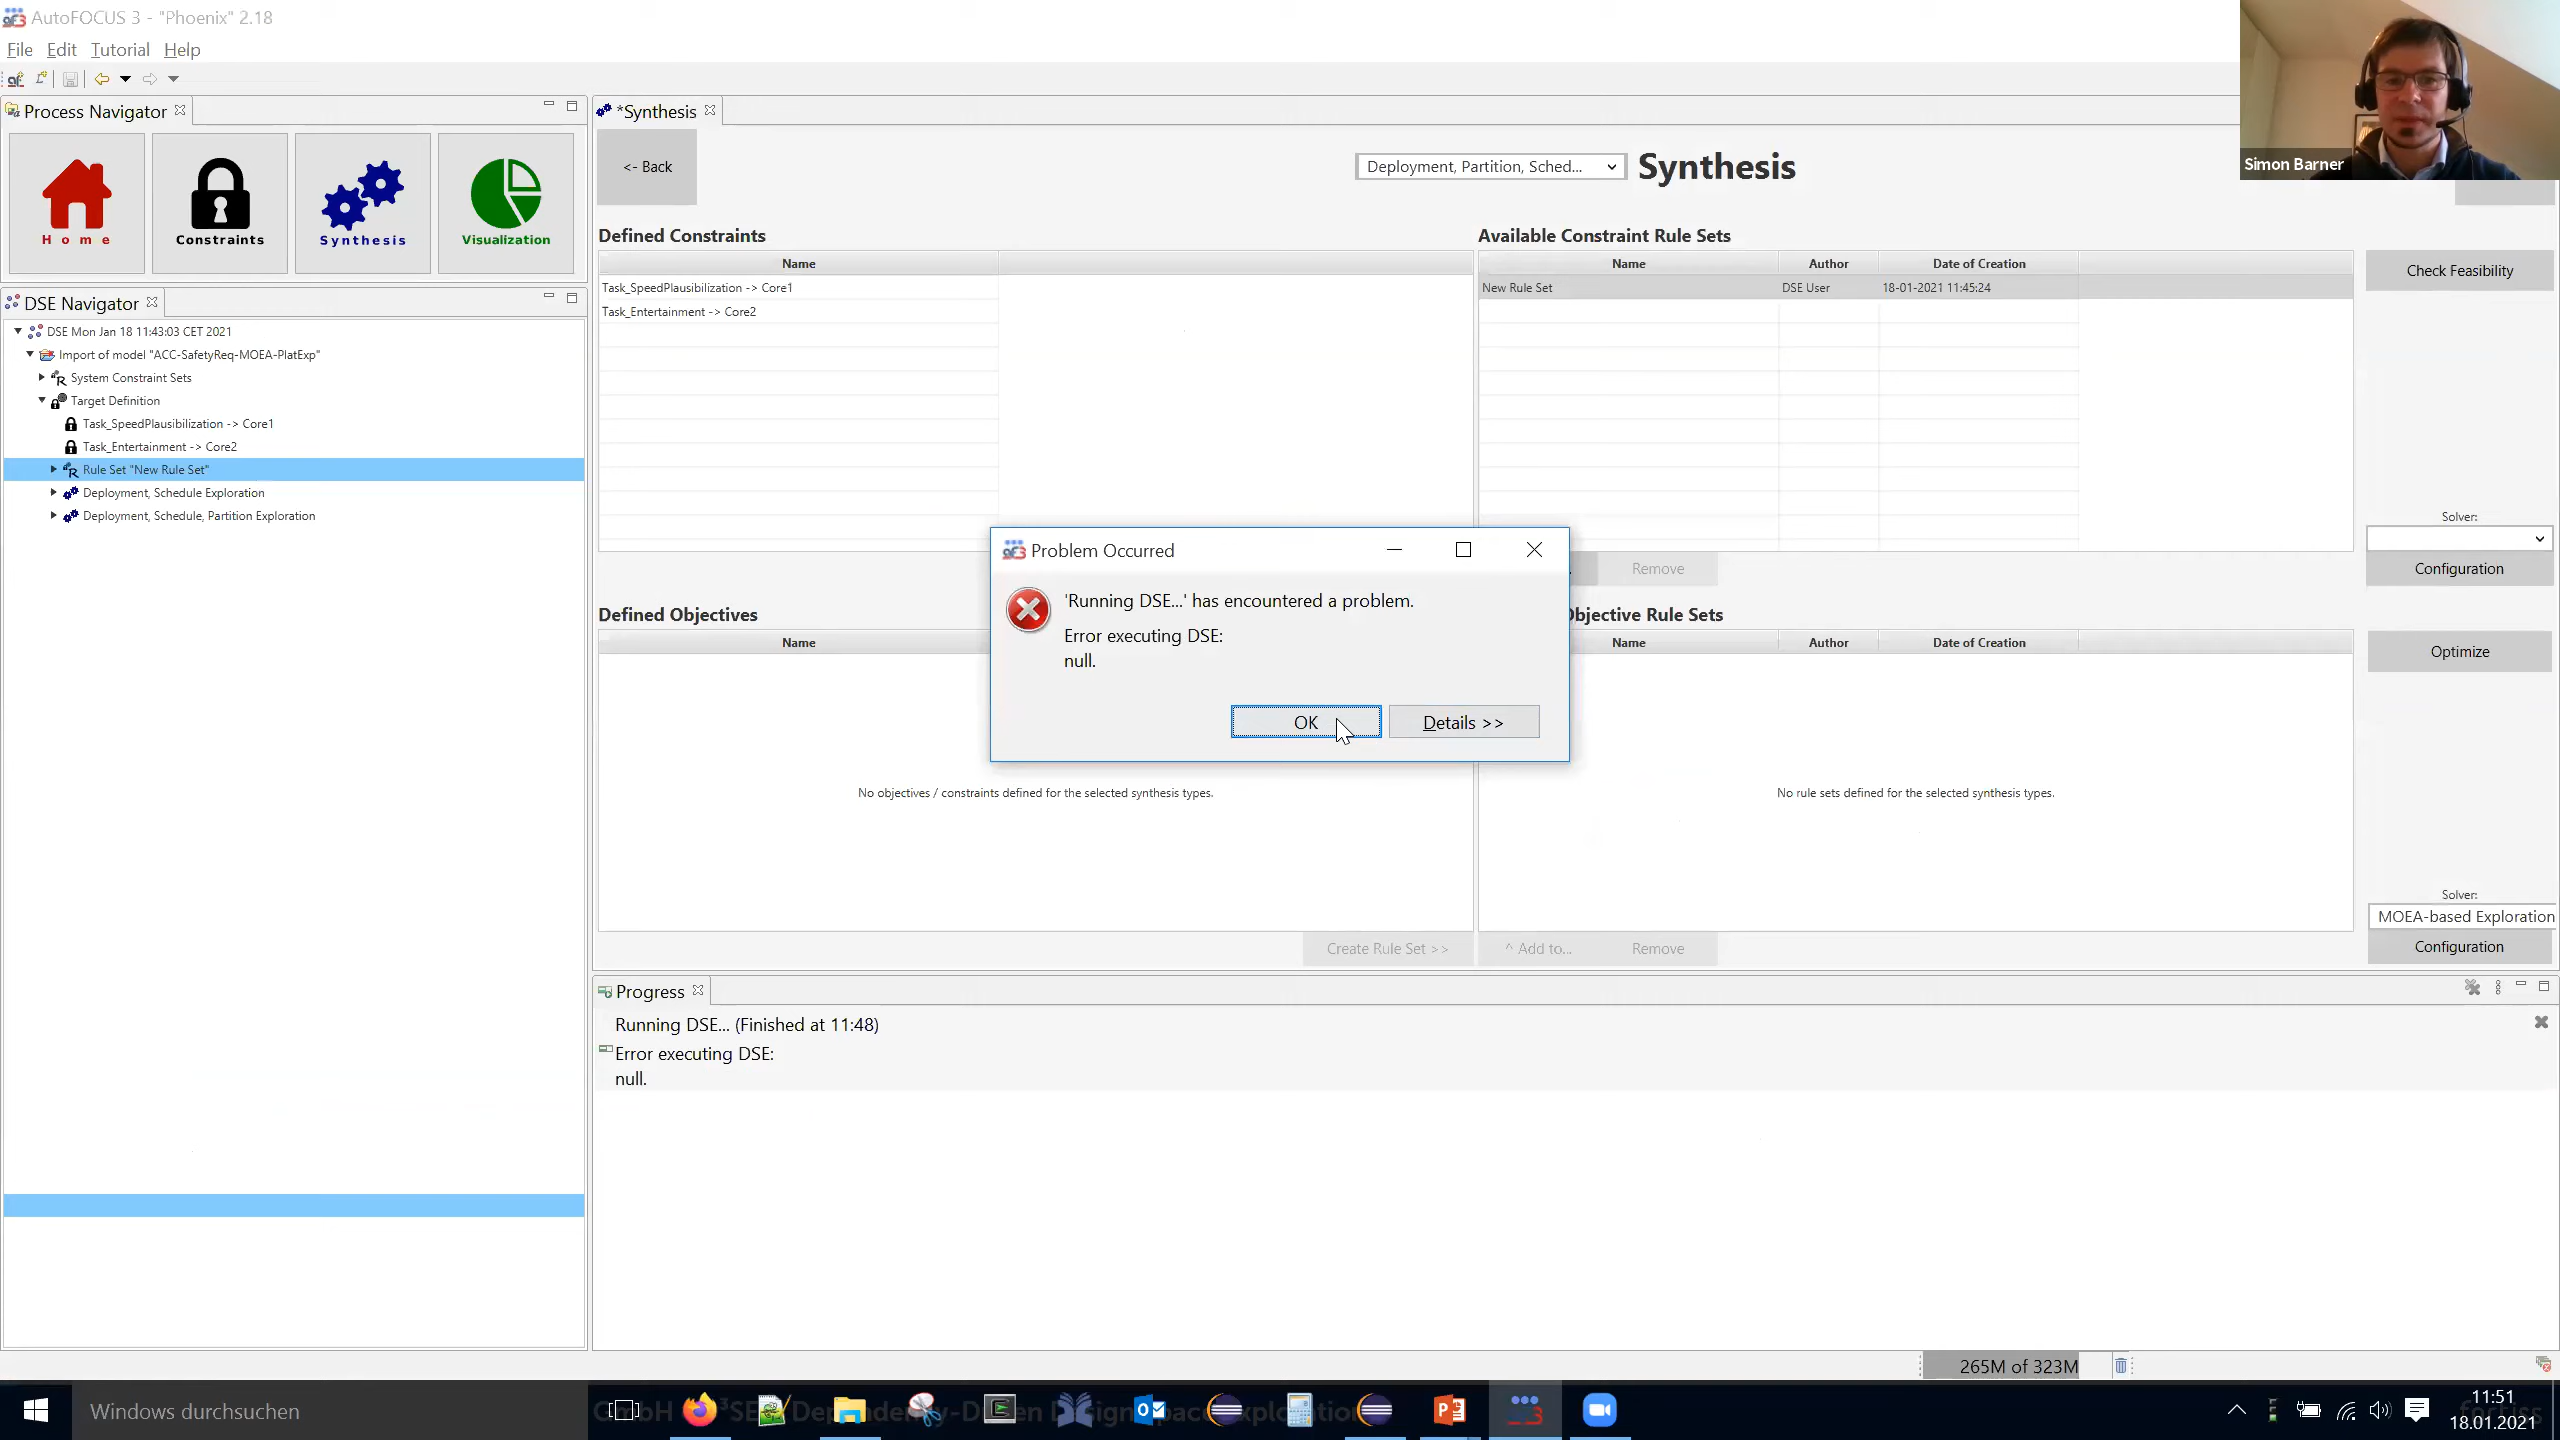 AutoFOCUS 3 - "Phoenix" 2.18
File Edit Tutorial Help
Process Navigator
Home
Constraints
Synthesis
Visualization
DSE Navigator
DSE Mon Jan 18 11:43:03 CET 2021
Import of model "ACC-SafetyReq-MOEA-PlatExp"
System Constraint Sets
Target Definition
Task_SpeedPlausibilization -> Core1
Task_Entertainment -> Core2
Rule Set "New Rule Set"
Deployment, Schedule Exploration
Deployment, Schedule, Partition Exploration
*Synthesis
<- Back
Deployment, Partition, Sched...
Synthesis
Simon Barner
Defined Constraints
Name
Task_SpeedPlausibilization -> Core1
Task_Entertainment -> Core2
Available Constraint Rule Sets
Name Author Date of Creation
New Rule Set DSE User 18-01-2021 11:45:24
Remove
Check Feasibility
Solver:
Configuration
Problem Occurred
'Running DSE...' has encountered a problem.
Error executing DSE:
null.
OK
Details >>
Defined Objectives
Name
No objectives / constraints defined for the selected synthesis types.
Create Rule Set >>
Objective Rule Sets
Name Author Date of Creation
No rule sets defined for the selected synthesis types.
^ Add to...
Remove
Optimize
Solver:
MOEA-based Exploration
Configuration
Progress
Running DSE... (Finished at 11:48)
Error executing DSE:
null.
265M of 323M
Windows durchsuchen
11:51
18.01.2021